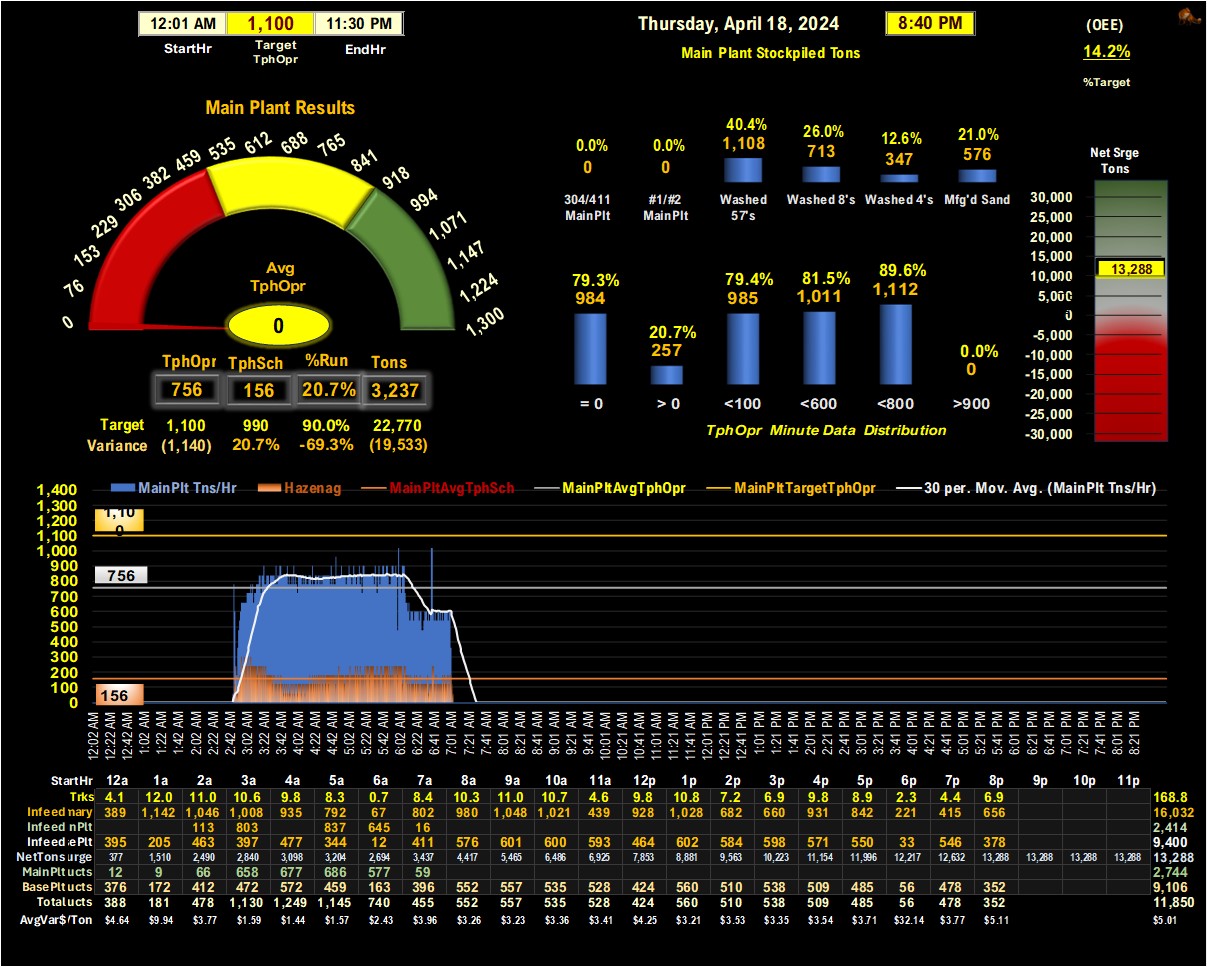 12:01 AM 1,100 11:30 PM
StartHr Target TphOpr EndHr
Thursday, April 18, 2024 8:40 PM
Main Plant Stockpiled Tons
(OEE)
14.2%
%Target
Main Plant Results
0 76 153 229 306 382 459 535 612 688 765 841 918 994 1,071 1,147 1,224 1,300
Avg
TphOpr
0
TphOpr TphSch %Run Tons
756 156 20.7% 3,237
Target 1,100 990 90.0% 22,770
Variance (1,140) 20.7% -69.3% (19,533)
0.0% 0.0% 40.4% 26.0% 12.6% 21.0%
0 0 1,108 713 347 576
304/411 MainPlt #1/#2 MainPlt Washed 57's Washed 8's Washed 4's Mfg'd Sand
79.3% 20.7% 79.4% 81.5% 89.6% 0.0%
984 257 985 1,011 1,112 0
= 0 > 0 <100 <600 <800 >900
TphOpr Minute Data Distribution
Net Srge
Tons
30,000
25,000
20,000
15,000
13,288
10,000
5,000
0
-5,000
-10,000
-15,000
-20,000
-25,000
-30,000
MainPlt Tns/Hr Hazenag MainPltAvgTphSch MainPltAvgTphOpr MainPltTargetTphOpr 30 per. Mov. Avg. (MainPlt Tns/Hr)
1,400
1,300
1,200
1,100
1,100
1,000
900
800
756
700
600
500
400
300
200
100
156
0
12:02 AM 12:22 AM 12:42 AM 1:02 AM 1:22 AM 1:42 AM 2:02 AM 2:22 AM 2:42 AM 3:02 AM 3:22 AM 3:42 AM 4:02 AM 4:22 AM 4:42 AM 5:02 AM 5:22 AM 5:42 AM 6:02 AM 6:22 AM 6:41 AM 7:01 AM 7:21 AM 7:41 AM 8:01 AM 8:21 AM 8:41 AM 9:01 AM 9:21 AM 9:41 AM 10:01 AM 10:21 AM 10:41 AM 11:01 AM 11:21 AM 11:41 AM 12:01 PM 12:21 PM 12:41 PM 1:01 PM 1:21 PM 1:41 PM 2:01 PM 2:21 PM 2:41 PM 3:01 PM 3:21 PM 3:41 PM 4:01 PM 4:21 PM 4:41 PM 5:01 PM 5:21 PM 5:41 PM 6:01 PM 6:21 PM 6:41 PM 7:01 PM 7:21 PM 7:41 PM 8:01 PM 8:21 PM
StartHr 12a 1a 2a 3a 4a 5a 6a 7a 8a 9a 10a 11a 12p 1p 2p 3p 4p 5p 6p 7p 8p 9p 10p 11p
Trks 4.1 12.0 11.0 10.6 9.8 8.3 0.7 8.4 10.3 11.0 10.7 4.6 9.8 10.8 7.2 6.9 9.8 8.9 2.3 4.4 6.9 168.8
Infeed mary 389 1,142 1,046 1,008 935 792 67 802 980 1,048 1,021 439 928 1,028 682 660 931 842 221 415 656 16,032
Infeed nPlt 113 803 837 645 16 2,414
Infeed ePlt 395 205 463 397 477 344 12 411 576 601 600 593 464 602 584 598 571 550 33 546 378 9,400
NetTonsurge 377 1,510 2,490 2,840 3,098 3,204 2,694 3,437 4,417 5,465 6,486 6,925 7,853 8,881 9,563 10,223 11,154 11,996 12,217 12,632 13,288 13,288 13,288 13,288 13,288
MainPlt ucts 12 9 66 658 677 686 577 59 2,744
BasePlt ucts 376 172 412 472 572 459 163 396 552 557 535 528 424 560 510 538 509 485 56 478 352 9,106
Total ucts 388 181 478 1,130 1,249 1,145 740 455 552 557 535 528 424 560 510 538 509 485 56 478 352 11,850
AvgVar$/Ton $4.64 $9.94 $3.77 $1.59 $1.44 $1.57 $2.43 $3.96 $3.26 $3.23 $3.36 $3.41 $4.25 $3.21 $3.53 $3.35 $3.54 $3.71 $32.14 $3.77 $5.11 $5.01